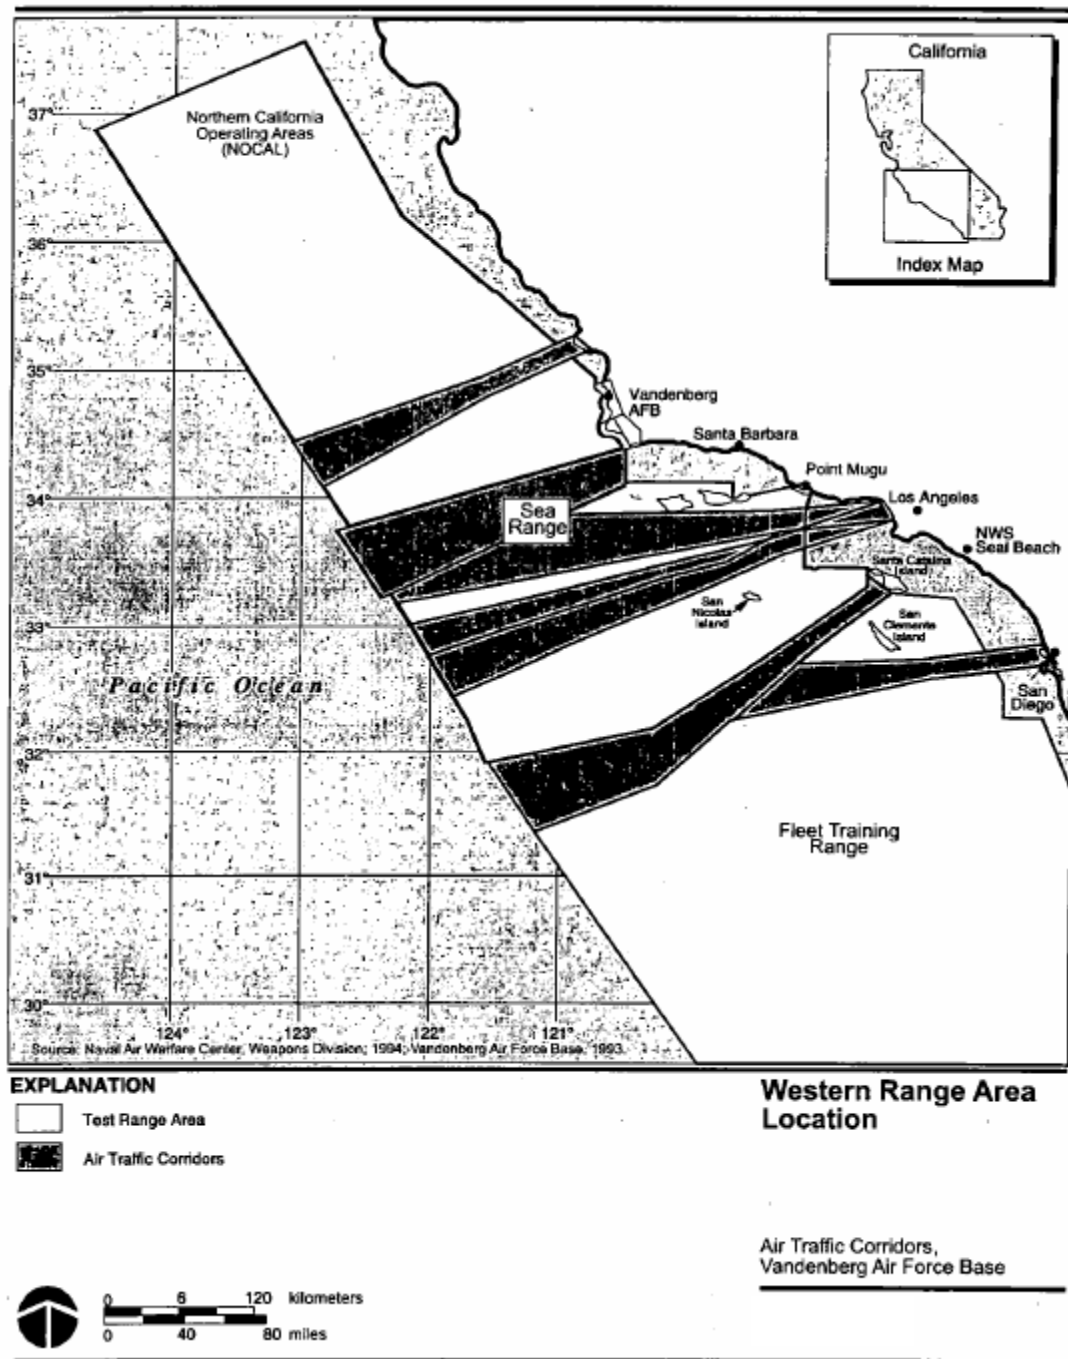 California
Index Map
Northern California
Operating Areas
(NOCAL)
37°
36°
35°
34°
33°
32°
31°
30°
124°
123°
122°
121°
Vandenberg
AFB
Santa Barbara
Point Mugu
Los Angeles
NWS
Seal Beach
Sea
Range
Santa Catalina
Island
San
Nicolas
Island
San
Clemente
Island
San
Diego
Pacific Ocean
Fleet Training
Range
Source: Naval Air Warfare Center, Weapons Division, 1994; Vandenberg Air Force Base, 1993.
EXPLANATION
Test Range Area
Air Traffic Corridors
Western Range Area
Location
Air Traffic Corridors,
Vandenberg Air Force Base
0 6 120 kilometers
0 40 80 miles